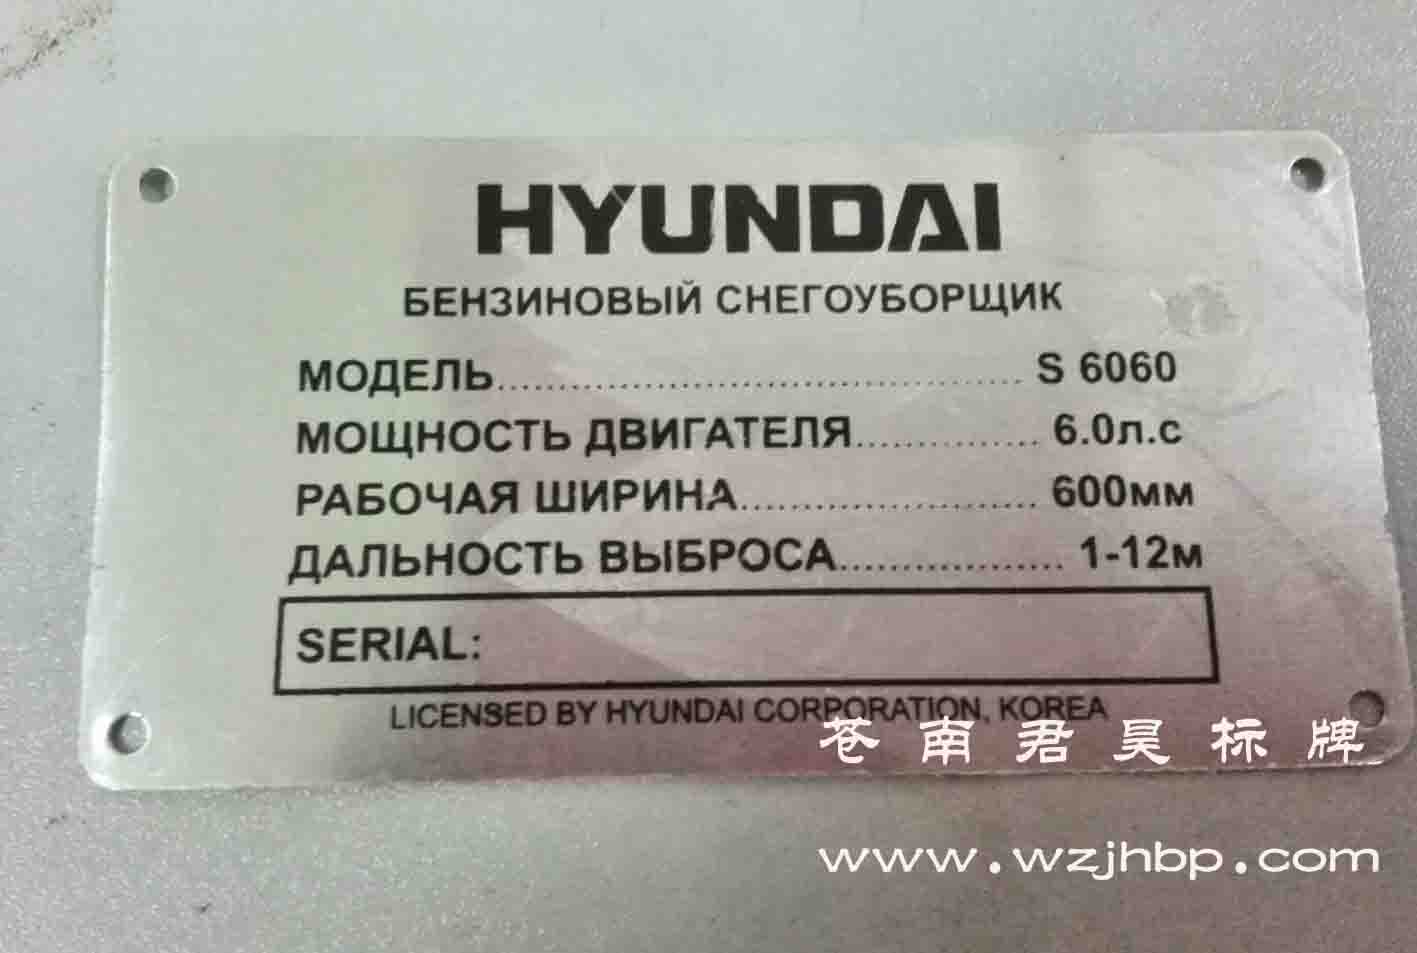 HYUNDAI
БЕНЗИНОВЫЙ СНЕГОУБОРЩИК
МОДЕЛЬ........................................ S 6060
МОЩНОСТЬ ДВИГАТЕЛЯ............... 6.0л.с
РАБОЧАЯ ШИРИНА........................ 600мм
ДАЛЬНОСТЬ ВЫБРОСА.................. 1-12м
SERIAL:
LICENSED BY HYUNDAI CORPORATION, KOREA
苍南君昊标牌
www.wzjhbp.com